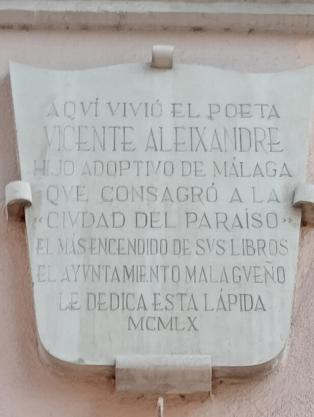 AQVÍ VIVIÓ EL POETA
VICENTE ALEIXANDRE
HIJO ADOPTIVO DE MÁLAGA
QVE CONSAGRÓ A LA
«CIVDAD DEL PARAÍSO»
EL MÁS ENCENDIDO DE SVS LIBROS
EL AYVNTAMIENTO MALAGVEÑO
LE DEDICA ESTA LÁPIDA
MCMLX